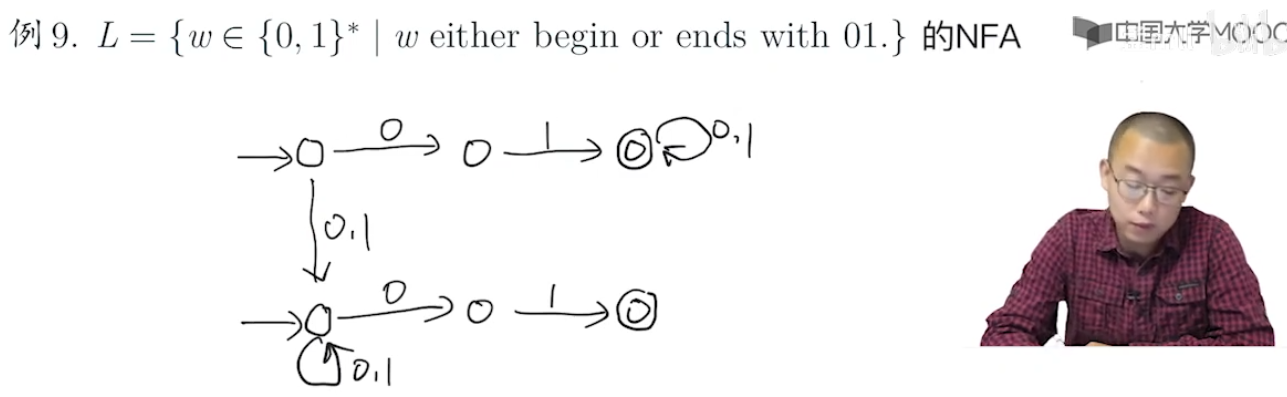 例 9. L = {w ∈ {0, 1}* | w either begin or ends with 01.} 的NFA
中国大学MOOC
0 1 0,1
0,1
0 1
0,1